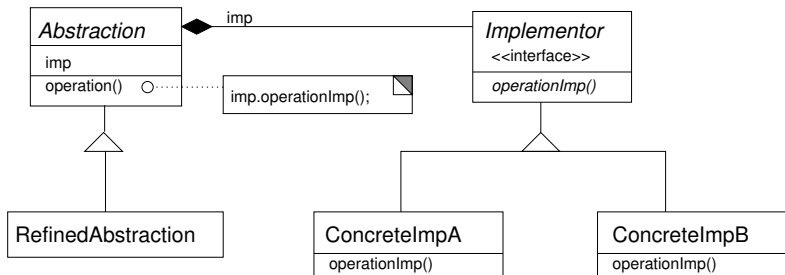 Abstraction
imp
operation()
imp
imp.operationImp();
Implementor
<<interface>>
operationImp()
RefinedAbstraction
ConcreteImpA
operationImp()
ConcreteImpB
operationImp()